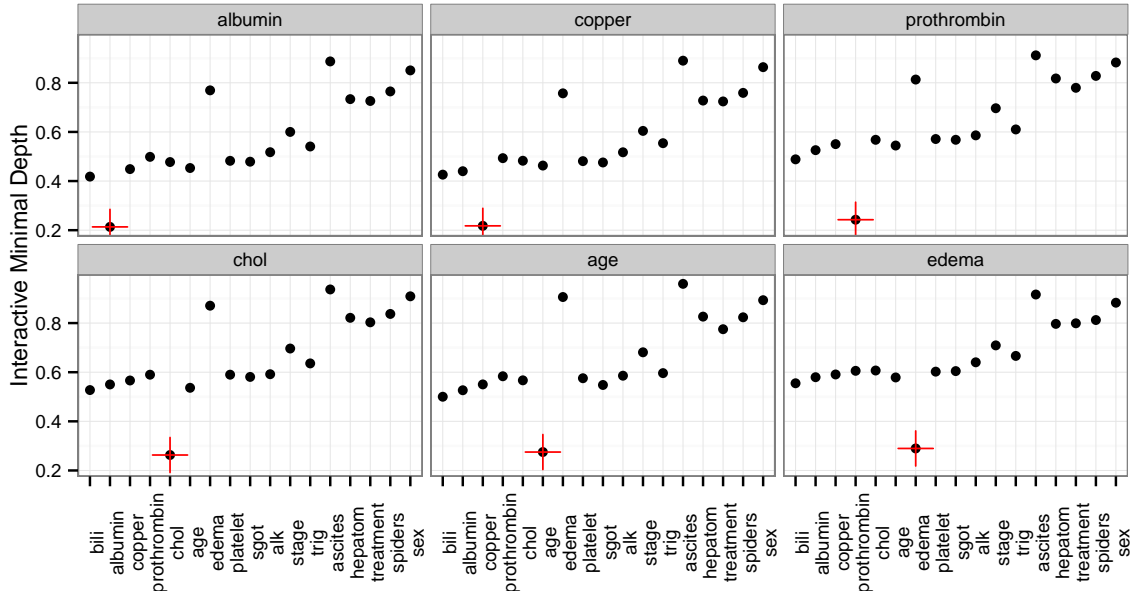 albumin copper prothrombin
Interactive Minimal Depth
0.8
0.6
0.4
0.2
chol age edema
0.8
0.6
0.4
0.2
bili albumin copper prothrombin chol age edema platelet sgot alk stage trig ascites hepatom treatment spiders sex
bili albumin copper prothrombin chol age edema platelet sgot alk stage trig ascites hepatom treatment spiders sex
bili albumin copper prothrombin chol age edema platelet sgot alk stage trig ascites hepatom treatment spiders sex